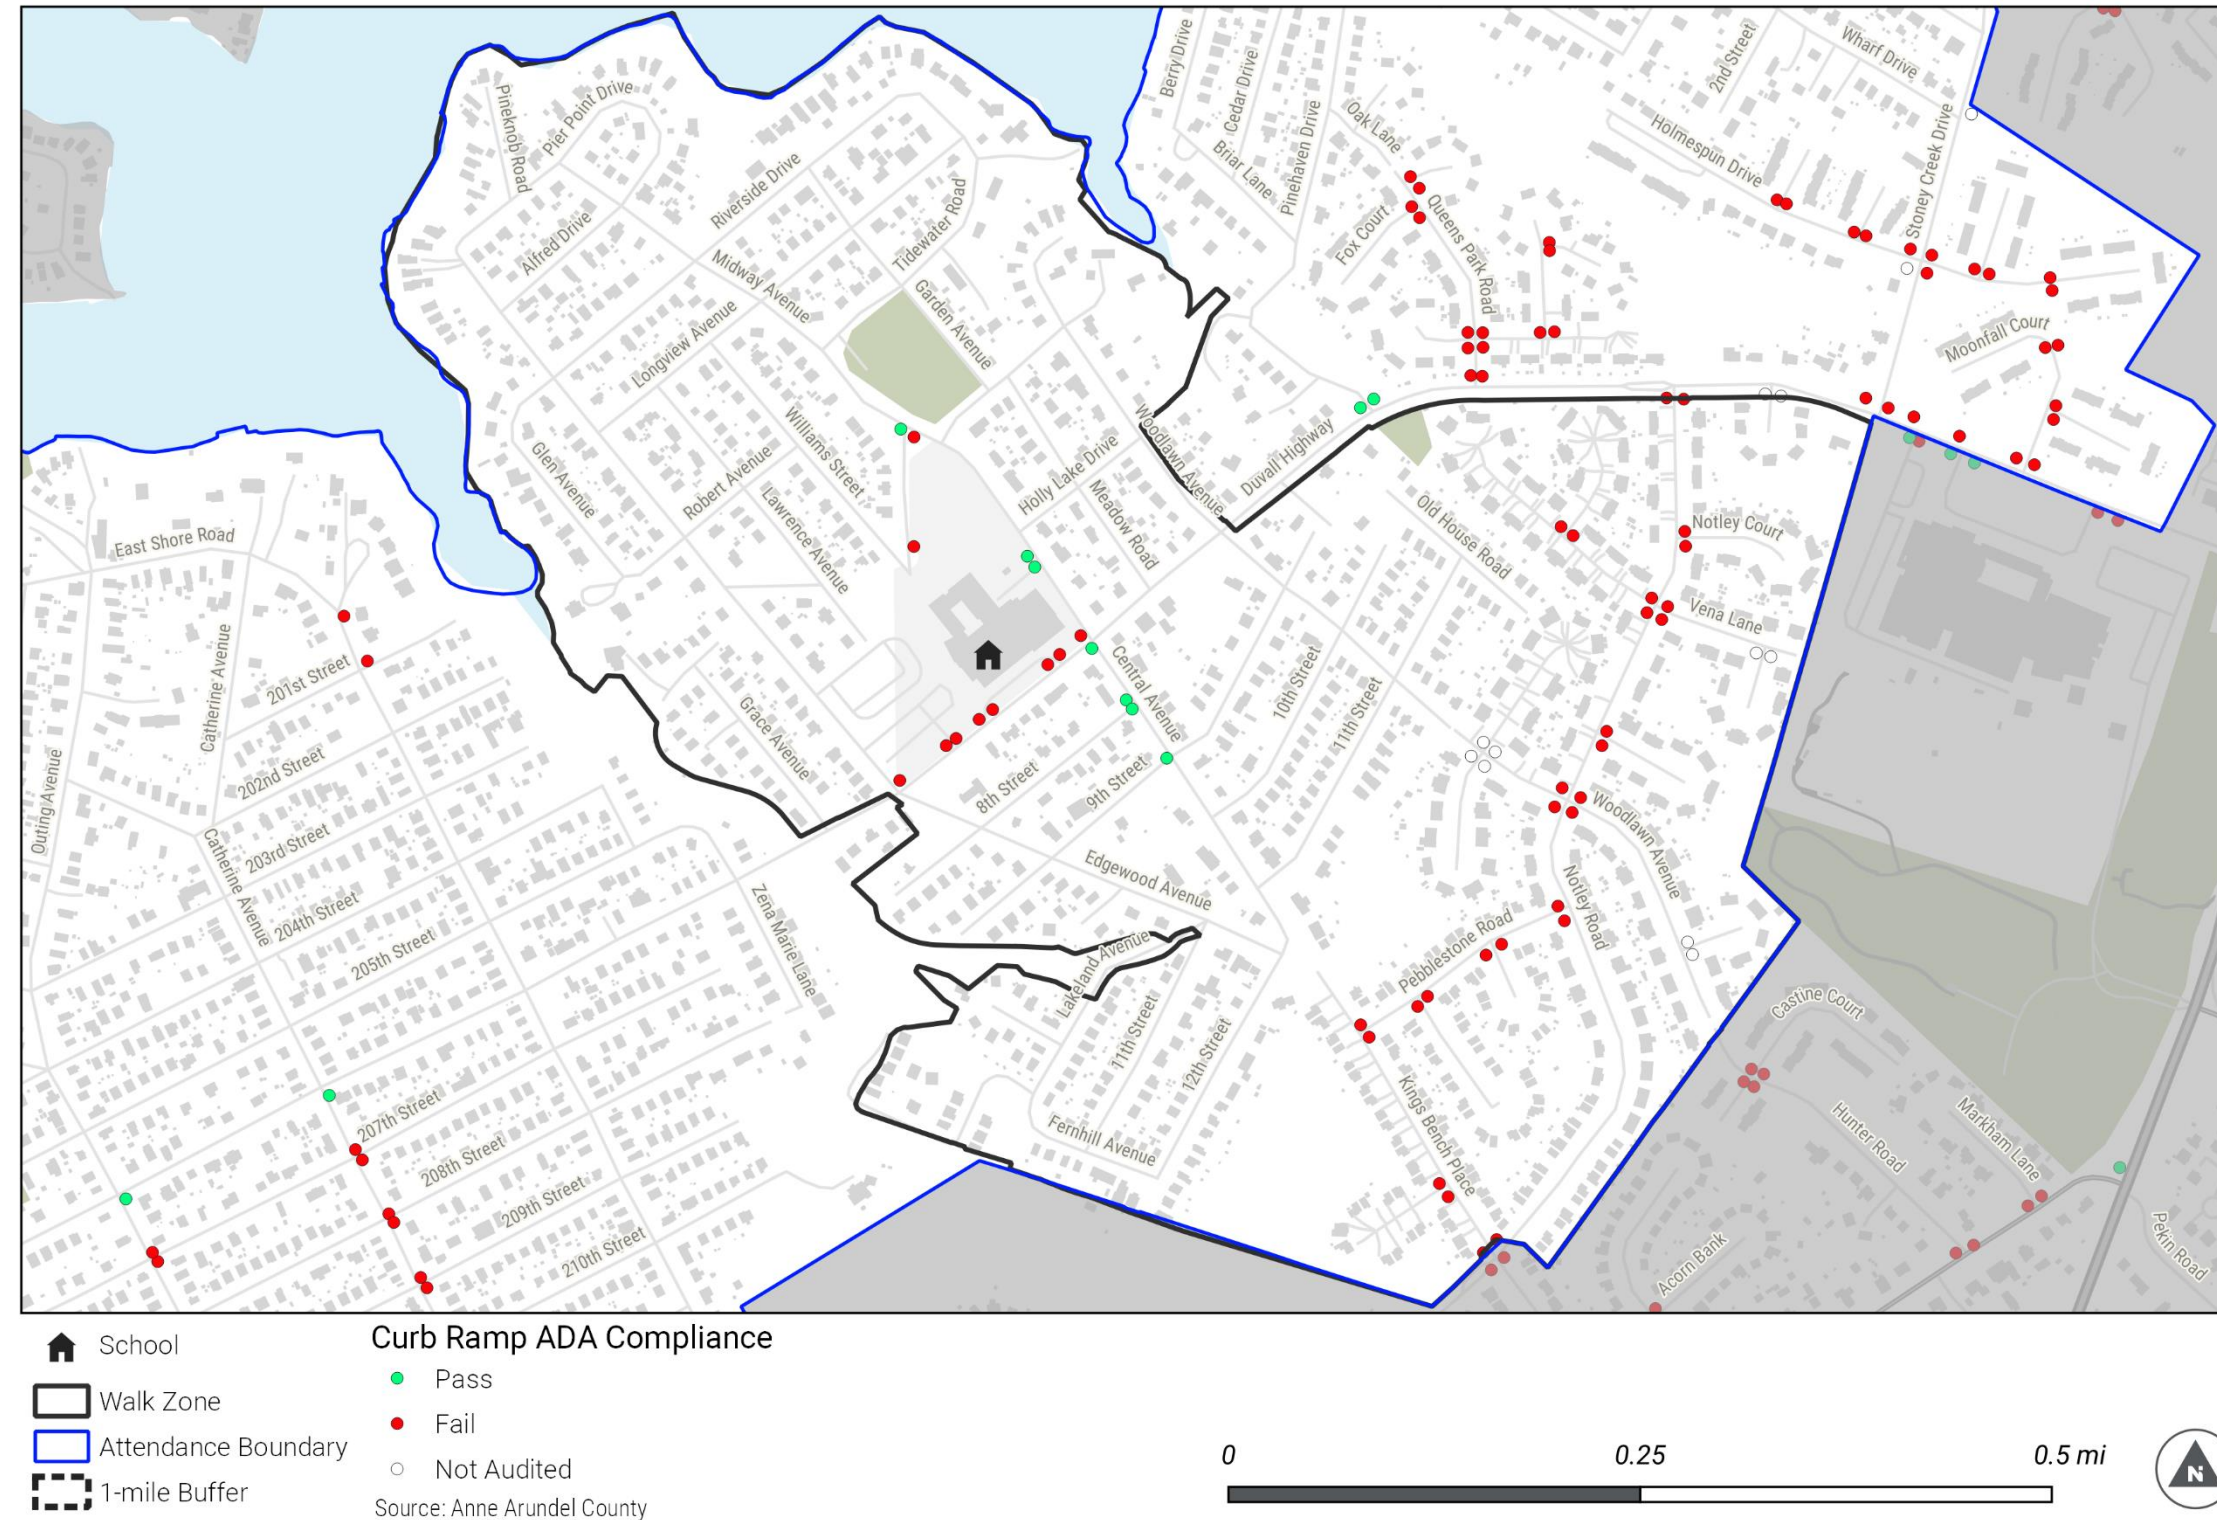 Berry Drive
Cedar Drive
Briar Lane
Pinehaven Drive
Oak Lane
Fox Court
Queens Park Road
2nd Street
Wharf Drive
Holmespun Drive
Stoney Creek Drive
Moonfall Court
Pineknob Road
Pier Point Drive
Riverside Drive
Alfred Drive
Tidewater Road
Midway Avenue
Garden Avenue
Longview Avenue
Williams Street
Woodlawn Avenue
Duvall Highway
Holly Lake Drive
Meadow Road
Glen Avenue
Robert Avenue
Lawrence Avenue
Old House Road
Notley Court
Vena Lane
East Shore Road
Catherine Avenue
201st Street
202nd Street
203rd Street
204th Street
205th Street
Outing Avenue
Catherine Avenue
Zena Marie Lane
Grace Avenue
Central Avenue
8th Street
9th Street
10th Street
11th Street
Edgewood Avenue
Woodlawn Avenue
Notley Road
Pebblestone Road
Lakeland Avenue
11th Street
12th Street
Fernhill Avenue
Kings Bench Place
Castine Court
Hunter Road
Markham Lane
Acorn Bank
Pekin Road
207th Street
208th Street
209th Street
210th Street
School
Walk Zone
Attendance Boundary
1-mile Buffer
Curb Ramp ADA Compliance
Pass
Fail
Not Audited
Source: Anne Arundel County
0 0.25 0.5 mi
N